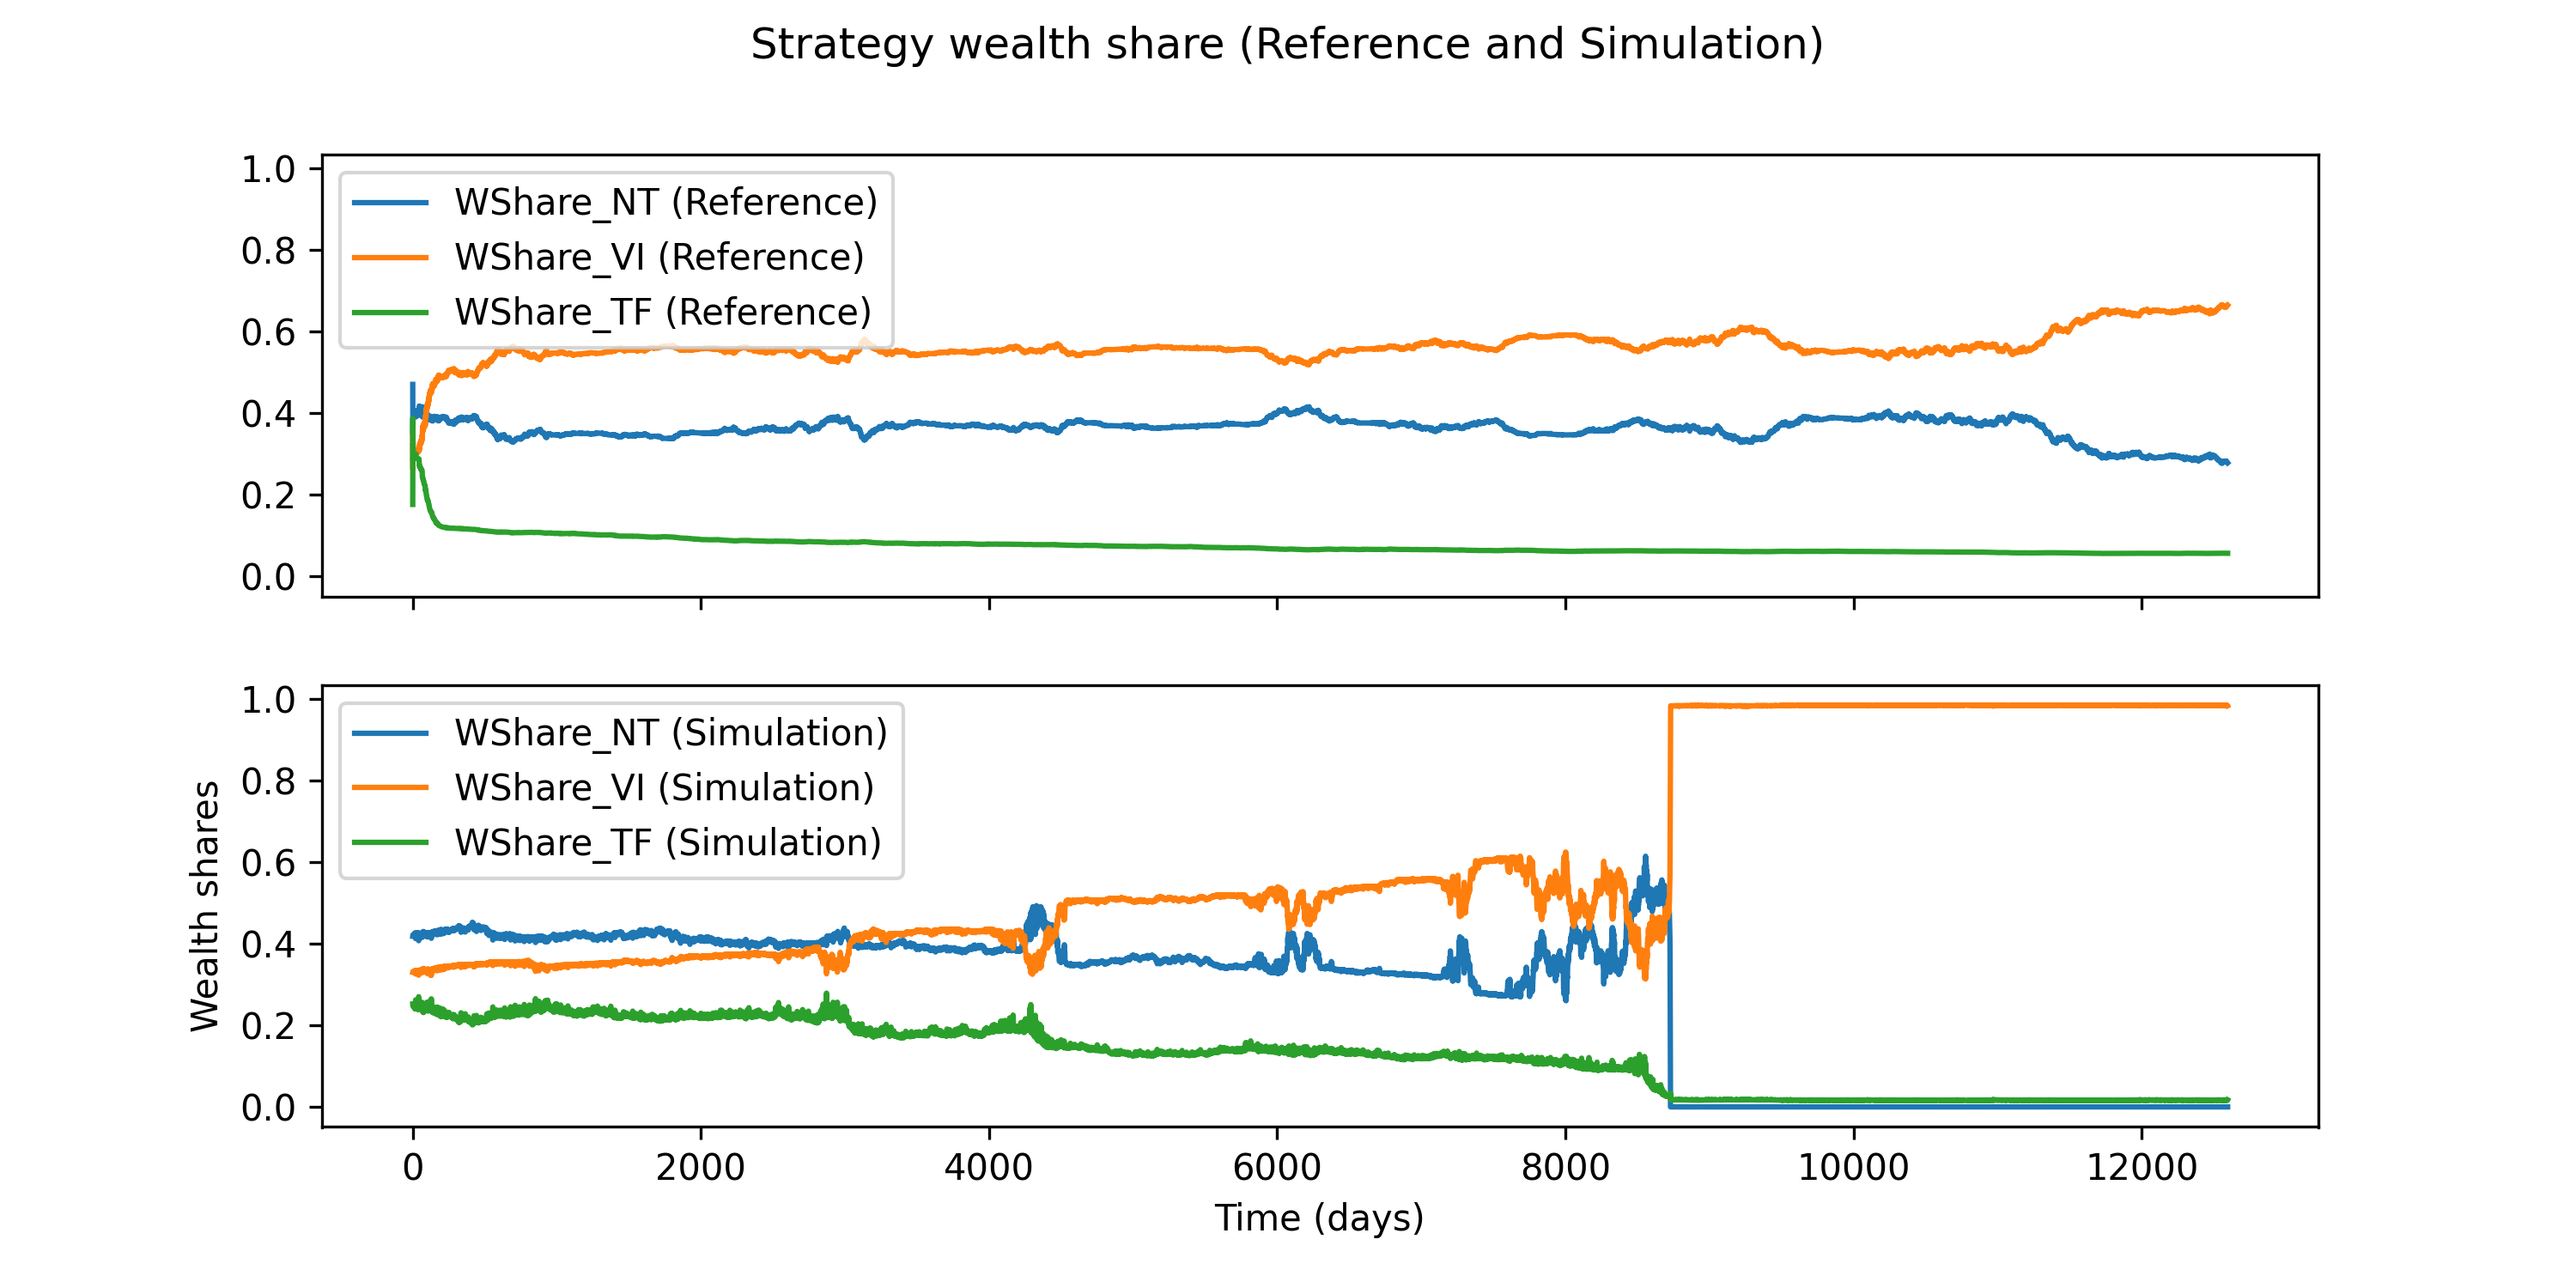 Strategy wealth share (Reference and Simulation)
1.0
0.8
0.6
0.4
0.2
0.0
WShare_NT (Reference)
WShare_VI (Reference)
WShare_TF (Reference)
Wealth shares
1.0
0.8
0.6
0.4
0.2
0.0
WShare_NT (Simulation)
WShare_VI (Simulation)
WShare_TF (Simulation)
0 2000 4000 6000 8000 10000 12000
Time (days)